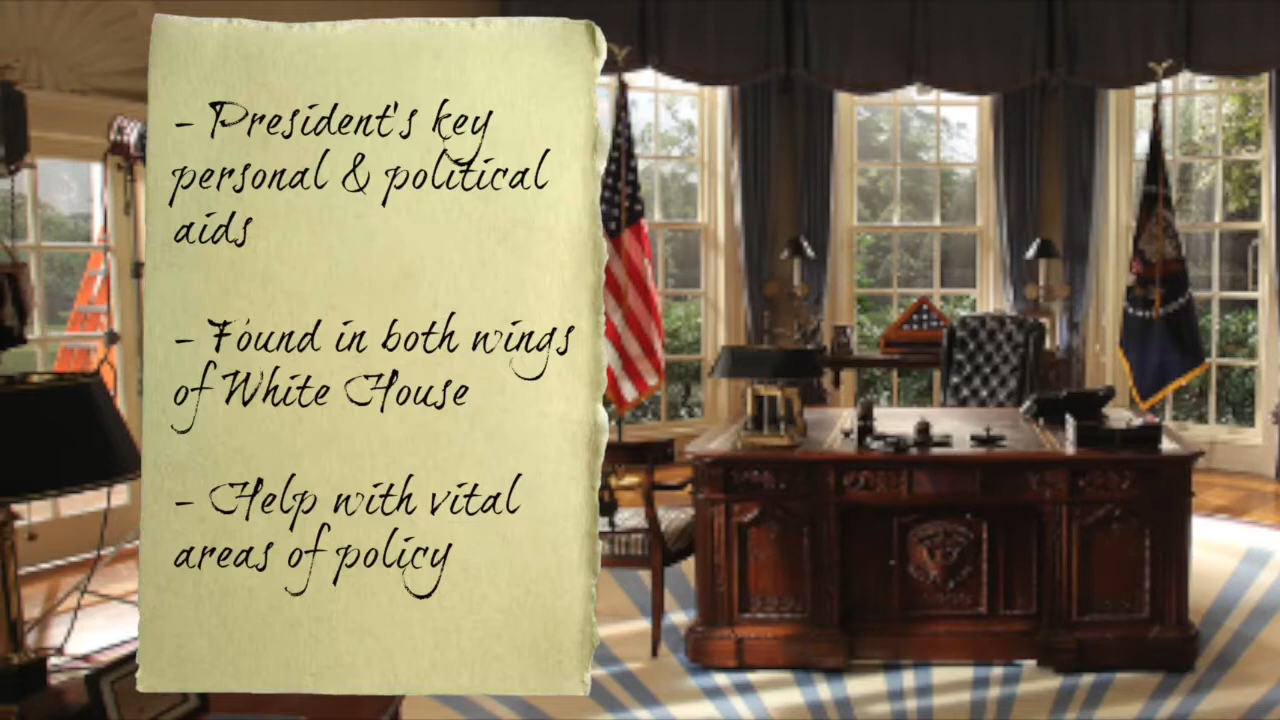 - President's key
personal & political
aids
- Found in both wings
of White House
- Help with vital
areas of policy